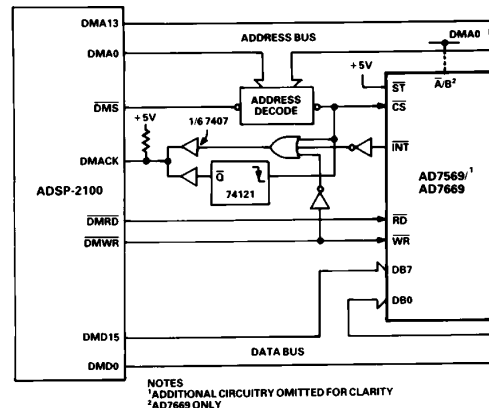 DMA13
ADDRESS BUS
DMA0
DMA0
+5V
ST
A/B²
DMS
ADDRESS
DECODE
CS
+5V
1/6 7407
DMACK
INT
ADSP-2100
Q
74121
AD7569/¹
AD7669
DMRD
RD
DMWR
WR
DB7
DB0
DMD15
DATA BUS
DMD0
NOTES
¹ADDITIONAL CIRCUITRY OMITTED FOR CLARITY
²AD7669 ONLY